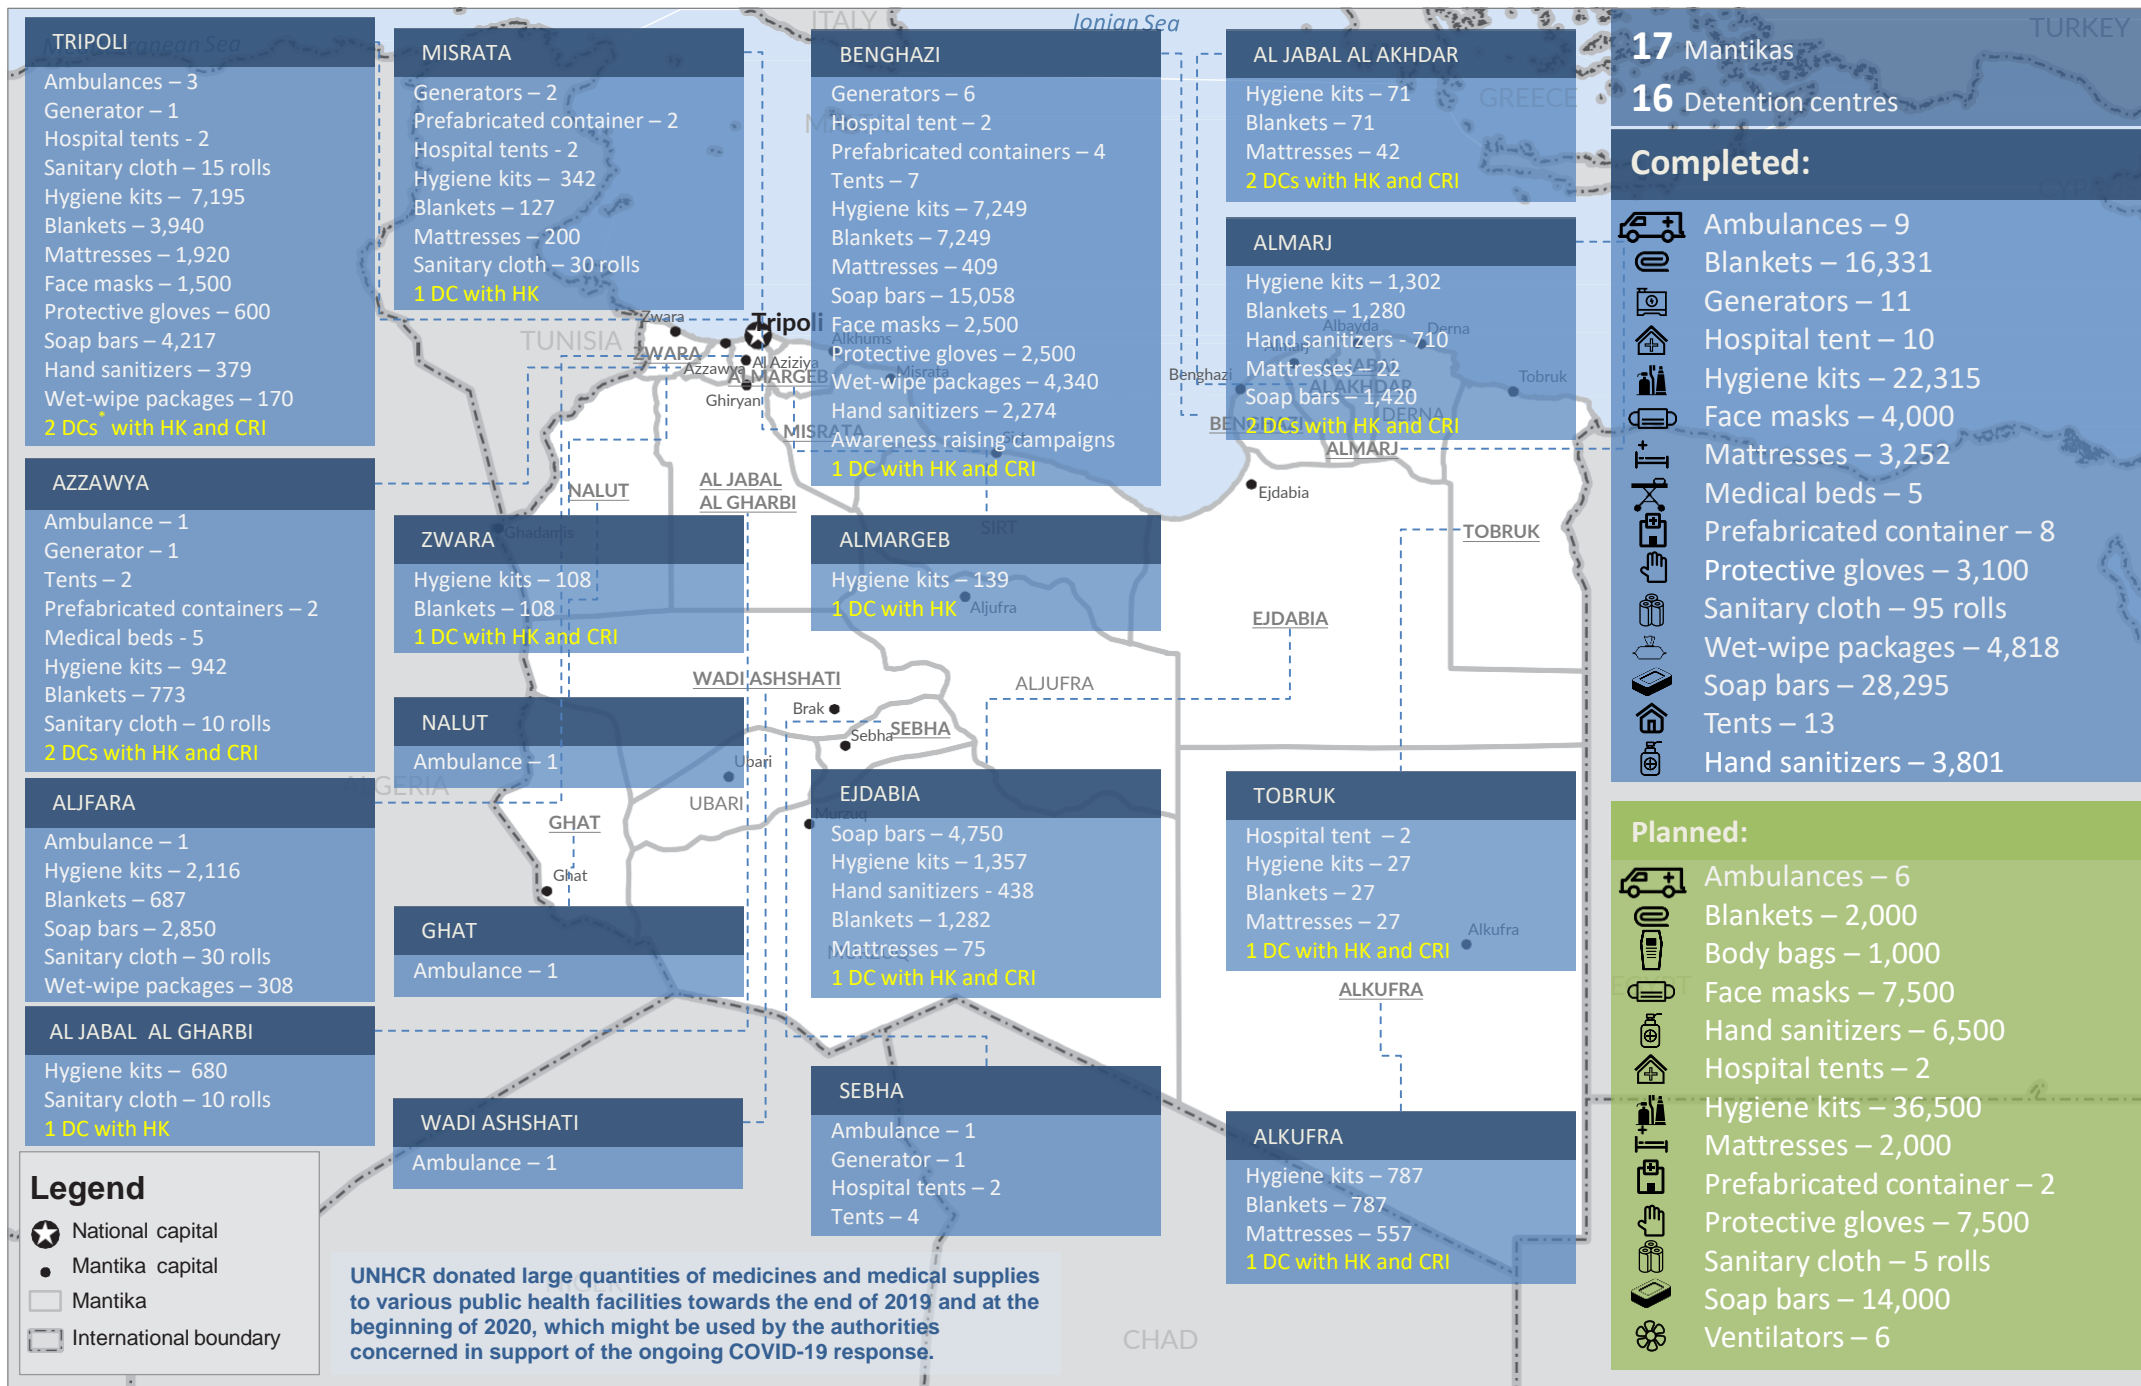 TRIPOLI
Ambulances – 3
Generator – 1
Hospital tents - 2
Sanitary cloth – 15 rolls
Hygiene kits – 7,195
Blankets – 3,940
Mattresses – 1,920
Face masks – 1,500
Protective gloves – 600
Soap bars – 4,217
Hand sanitizers – 379
Wet-wipe packages – 170
2 DCs* with HK and CRI
AZZAWYA
Ambulance – 1
Generator – 1
Tents – 2
Prefabricated containers – 2
Medical beds - 5
Hygiene kits – 942
Blankets – 773
Sanitary cloth – 10 rolls
2 DCs with HK and CRI
ALJFARA
Ambulance – 1
Hygiene kits – 2,116
Blankets – 687
Soap bars – 2,850
Sanitary cloth – 30 rolls
Wet-wipe packages – 308
AL JABAL AL GHARBI
Hygiene kits – 680
Sanitary cloth – 10 rolls
1 DC with HK
Legend
National capital
Mantika capital
Mantika
International boundary
MISRATA
Generators – 2
Prefabricated container – 2
Hospital tents - 2
Hygiene kits – 342
Blankets – 127
Mattresses – 200
Sanitary cloth – 30 rolls
1 DC with HK
ZWARA
Hygiene kits – 108
Blankets – 108
1 DC with HK and CRI
NALUT
Ambulance – 1
GHAT
Ambulance – 1
WADI ASHSHATI
Ambulance – 1
UNHCR donated large quantities of medicines and medical supplies
to various public health facilities towards the end of 2019 and at the
beginning of 2020, which might be used by the authorities
concerned in support of the ongoing COVID-19 response.
BENGHAZI
Generators – 6
Hospital tent – 2
Prefabricated containers – 4
Tents – 7
Hygiene kits – 7,249
Blankets – 7,249
Mattresses – 409
Soap bars – 15,058
Face masks – 2,500
Protective gloves – 2,500
Wet-wipe packages – 4,340
Hand sanitizers – 2,274
Awareness raising campaigns
1 DC with HK and CRI
ALMARGEB
Hygiene kits – 139
1 DC with HK
EJDABIA
Soap bars – 4,750
Hygiene kits – 1,357
Hand sanitizers - 438
Blankets – 1,282
Mattresses – 75
1 DC with HK and CRI
SEBHA
Ambulance – 1
Generator – 1
Hospital tents – 2
Tents – 4
AL JABAL AL AKHDAR
Hygiene kits – 71
Blankets – 71
Mattresses – 42
2 DCs with HK and CRI
ALMARJ
Hygiene kits – 1,302
Blankets – 1,280
Hand sanitizers - 710
Mattresses – 22
Soap bars – 1,420
2 DCs with HK and CRI
TOBRUK
Hospital tent – 2
Hygiene kits – 27
Blankets – 27
Mattresses – 27
1 DC with HK and CRI
ALKUFRA
Hygiene kits – 787
Blankets – 787
Mattresses – 557
1 DC with HK and CRI
17 Mantikas
16 Detention centres
Completed:
Ambulances – 9
Blankets – 16,331
Generators – 11
Hospital tent – 10
Hygiene kits – 22,315
Face masks – 4,000
Mattresses – 3,252
Medical beds – 5
Prefabricated container – 8
Protective gloves – 3,100
Sanitary cloth – 95 rolls
Wet-wipe packages – 4,818
Soap bars – 28,295
Tents – 13
Hand sanitizers – 3,801
Planned:
Ambulances – 6
Blankets – 2,000
Body bags – 1,000
Face masks – 7,500
Hand sanitizers – 6,500
Hospital tents – 2
Hygiene kits – 36,500
Mattresses – 2,000
Prefabricated container – 2
Protective gloves – 7,500
Sanitary cloth – 5 rolls
Soap bars – 14,000
Ventilators – 6
ITALY
Ionian Sea
GREECE
TURKEY
TUNISIA
ALGERIA
NIGER
CHAD
Zwara
Tripoli
ZWARA
Azzawya
Al Aziziya
ALMARGEB
Alkhums
Misrata
Ghiryan
MISRATA
NALUT
AL JABAL
AL GHARBI
Ghadamis
SIRT
Aljufra
WADI ASHSHATI
ALJUFRA
Brak
Sebha
SEBHA
Ubari
UBARI
Murzuq
GHAT
Ghat
Benghazi
Albayda
Derna
Almarj
AL JABAL
AL AKHDAR
DERNA
Tobruk
ALMARJ
Ejdabia
EJDABIA
TOBRUK
Alkufra
ALKUFRA